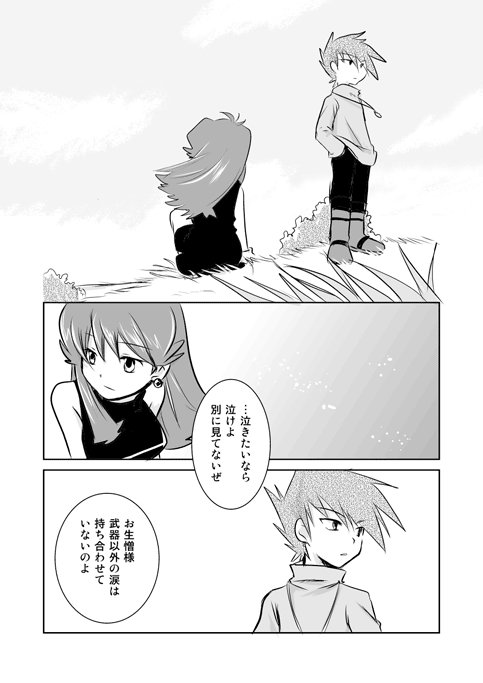 …泣きたいなら
泣けよ
別に見てないぜ
お生憎様
武器以外の涙は
持ち合わせて
いないのよ